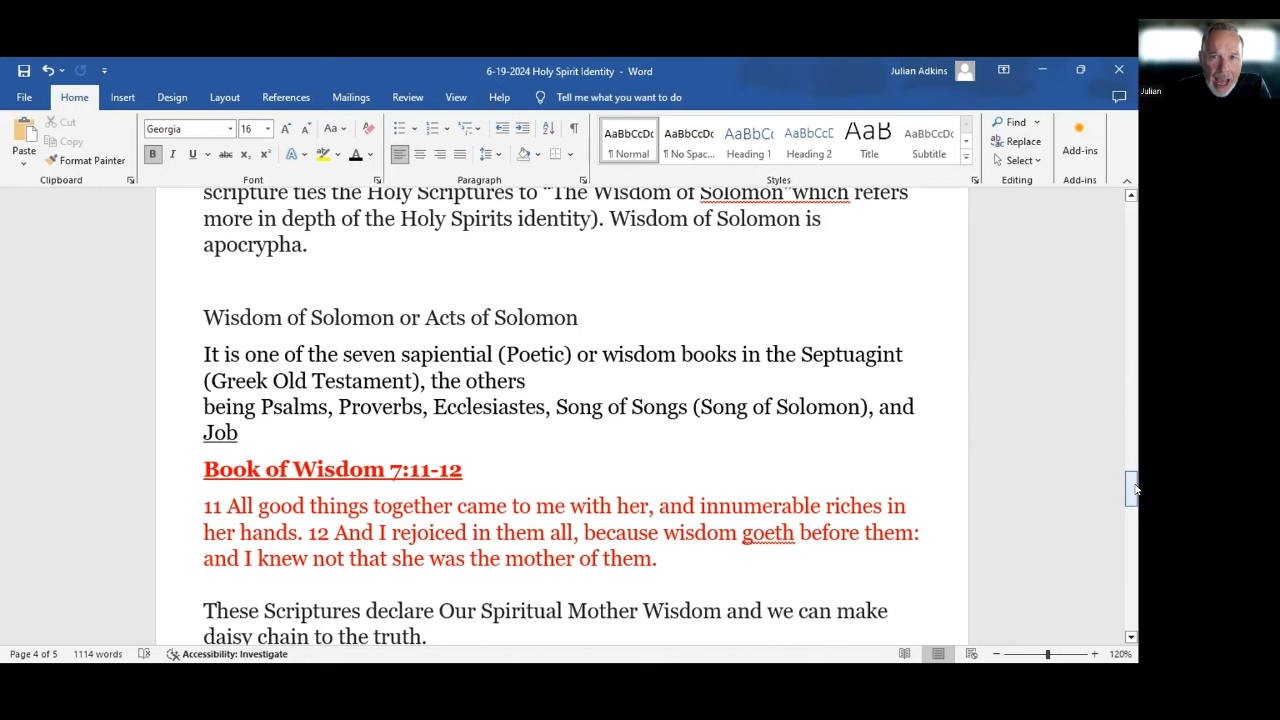 6-19-2024 Holy Spirit Identity - Word
Julian Adkins
Julian
File Home Insert Design Layout References Mailings Review View Help Tell me what you want to do
Paste
Cut
Copy
Format Painter
Georgia 16
AaBbCcDc AaBbCcDc AaBbCc AaBbCcD AaB AaBbCcD
¶ Normal ¶ No Spac... Heading 1 Heading 2 Title Subtitle
Find
Replace
Select
Add-ins
Clipboard Font Paragraph Styles Editing Add-ins
scripture ties the Holy Scriptures to “The Wisdom of Solomon”which refers
more in depth of the Holy Spirits identity). Wisdom of Solomon is
apocrypha.
Wisdom of Solomon or Acts of Solomon
It is one of the seven sapiential (Poetic) or wisdom books in the Septuagint
(Greek Old Testament), the others
being Psalms, Proverbs, Ecclesiastes, Song of Songs (Song of Solomon), and
Job
Book of Wisdom 7:11-12
11 All good things together came to me with her, and innumerable riches in
her hands. 12 And I rejoiced in them all, because wisdom goeth before them:
and I knew not that she was the mother of them.
These Scriptures declare Our Spiritual Mother Wisdom and we can make
daisy chain to the truth.
Page 4 of 5 1114 words Accessibility: Investigate 120%